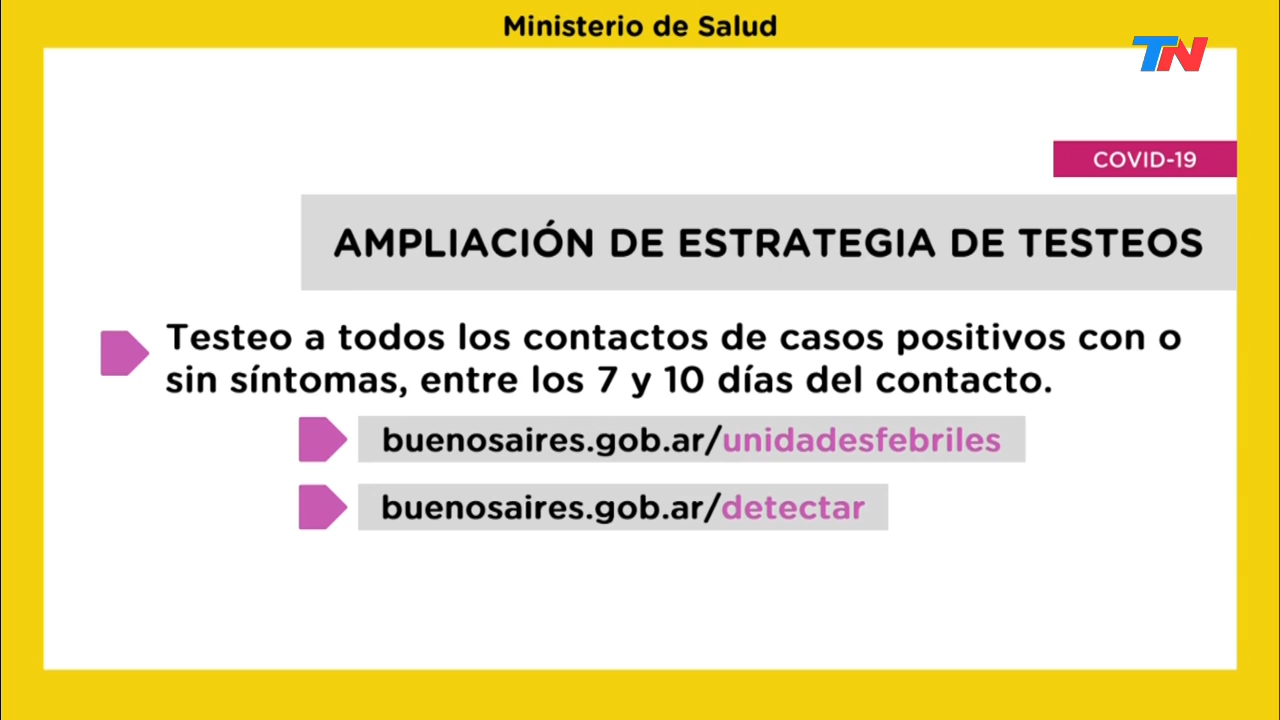 Ministerio de Salud
TN
COVID-19
AMPLIACIÓN DE ESTRATEGIA DE TESTEOS
Testeo a todos los contactos de casos positivos con o
sin síntomas, entre los 7 y 10 días del contacto.
buenosaires.gob.ar/unidadesfebriles
buenosaires.gob.ar/detectar